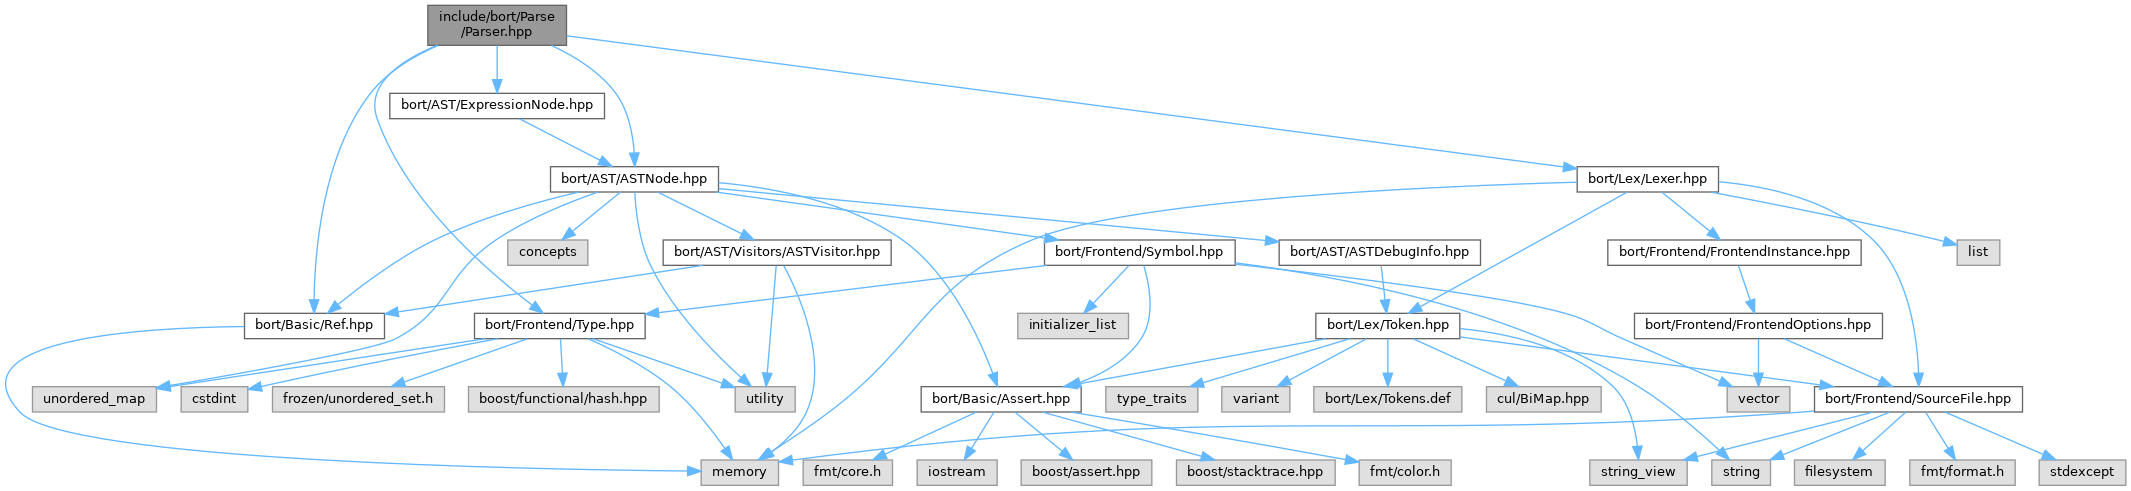 include/bort/Parse
/Parser.hpp
bort/AST/ExpressionNode.hpp
bort/AST/ASTNode.hpp
bort/Lex/Lexer.hpp
concepts
bort/AST/Visitors/ASTVisitor.hpp
bort/Frontend/Symbol.hpp
bort/AST/ASTDebugInfo.hpp
bort/Frontend/FrontendInstance.hpp
list
bort/Basic/Ref.hpp
bort/Frontend/Type.hpp
initializer_list
bort/Lex/Token.hpp
bort/Frontend/FrontendOptions.hpp
unordered_map
cstdint
frozen/unordered_set.h
boost/functional/hash.hpp
utility
bort/Basic/Assert.hpp
type_traits
variant
bort/Lex/Tokens.def
cul/BiMap.hpp
vector
bort/Frontend/SourceFile.hpp
memory
fmt/core.h
iostream
boost/assert.hpp
boost/stacktrace.hpp
fmt/color.h
string_view
string
filesystem
fmt/format.h
stdexcept